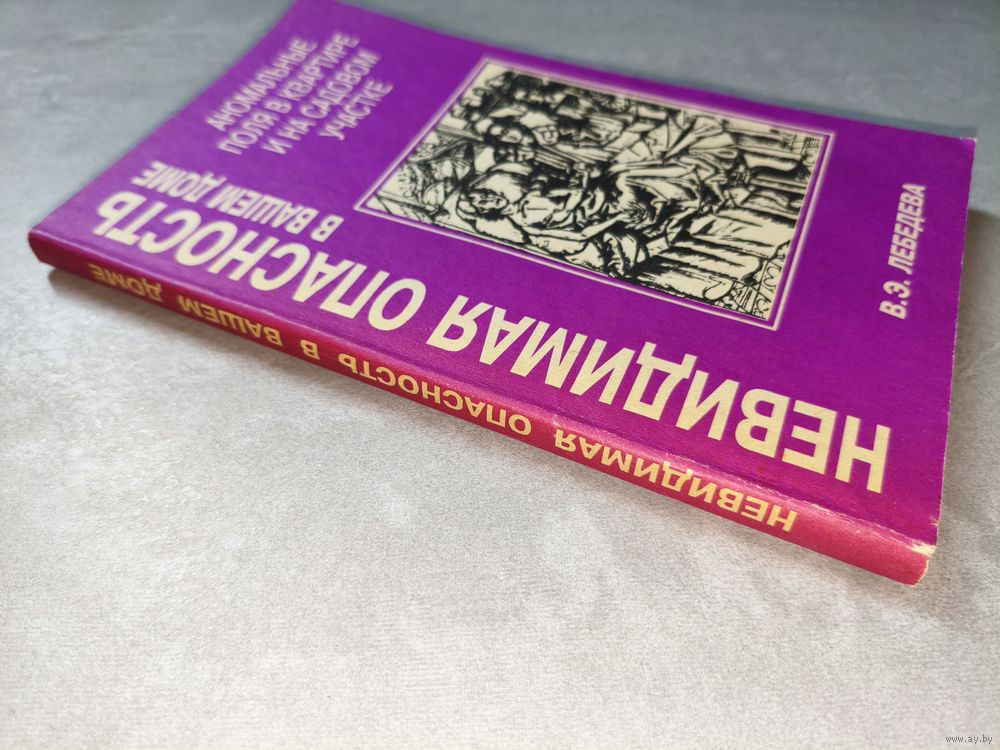 В.Э. ЛЕБЕДЕВА
НЕВИДИМАЯ ОПАСНОСТЬ
В ВАШЕМ ДОМЕ
АНОМАЛЬНЫЕ
ПОЛЯ В КВАРТИРЕ
И НА САДОВОМ
УЧАСТКЕ
НЕВИДИМАЯ ОПАСНОСТЬ В ВАШЕМ ДОМЕ
www.ay.by